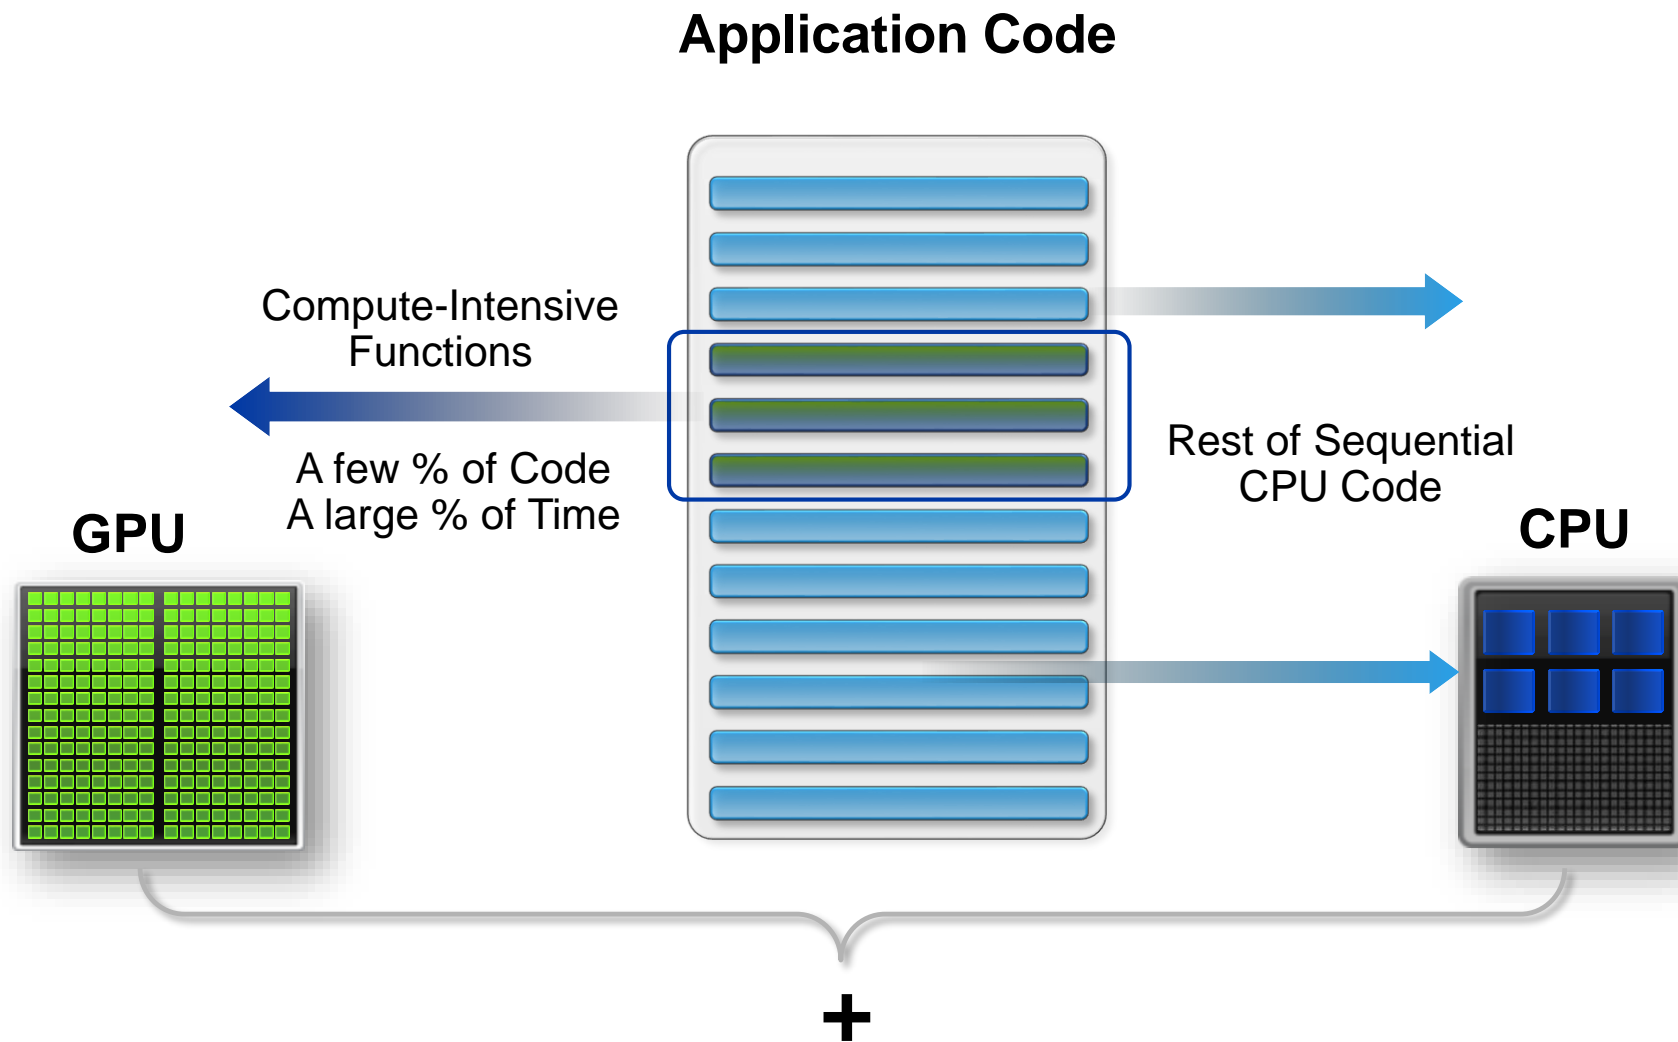 Application Code
Compute-Intensive
Functions
A few % of Code
A large % of Time
GPU
Rest of Sequential
CPU Code
CPU
+